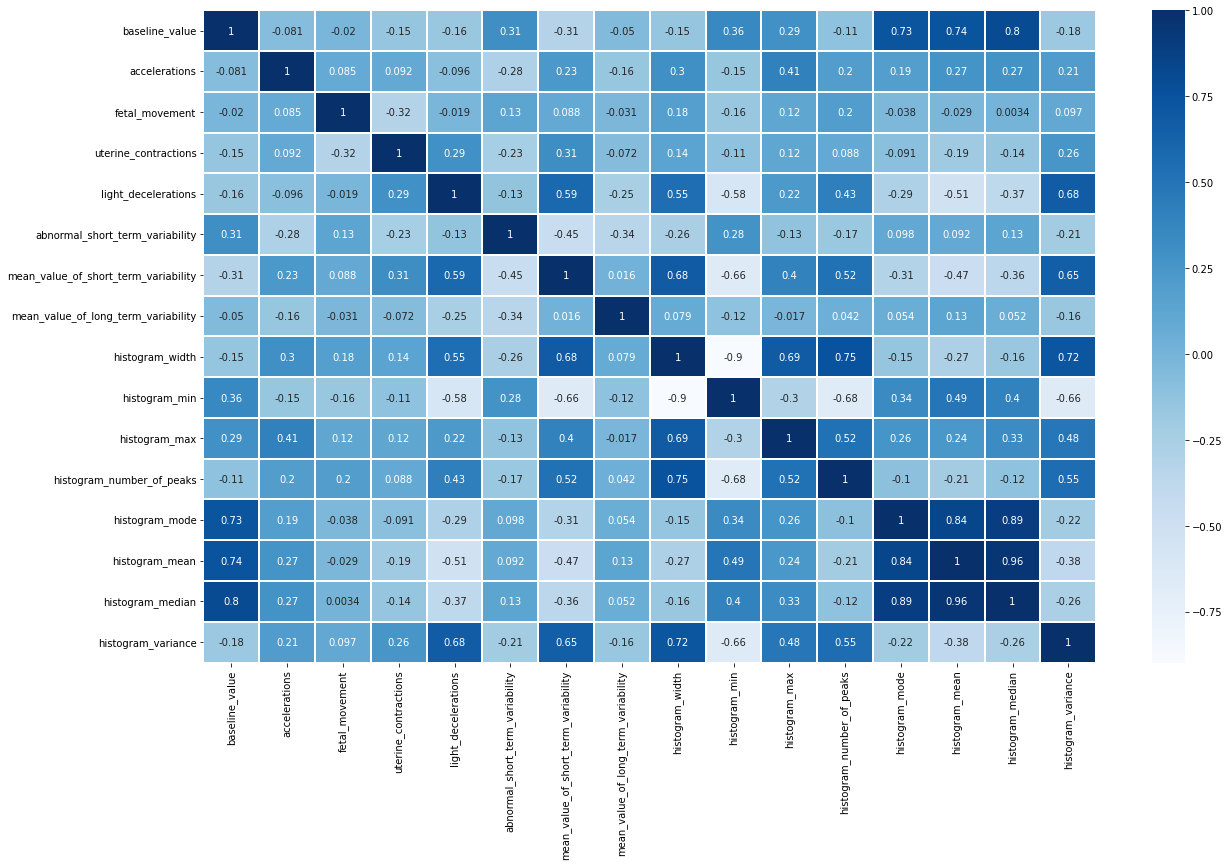 baseline_value 1 -0.081 -0.02 -0.15 -0.16 0.31 -0.31 -0.05 -0.15 0.36 0.29 -0.11 0.73 0.74 0.8 -0.18
accelerations -0.081 1 0.085 0.092 -0.096 -0.28 0.23 -0.16 0.3 -0.15 0.41 0.2 0.19 0.27 0.27 0.21
fetal_movement -0.02 0.085 1 -0.32 -0.019 0.13 0.088 -0.031 0.18 -0.16 0.12 0.2 -0.038 -0.029 0.0034 0.097
uterine_contractions -0.15 0.092 -0.32 1 0.29 -0.23 0.31 -0.072 0.14 -0.11 0.12 0.088 -0.091 -0.19 -0.14 0.26
light_decelerations -0.16 -0.096 -0.019 0.29 1 -0.13 0.59 -0.25 0.55 -0.58 0.22 0.43 -0.29 -0.51 -0.37 0.68
abnormal_short_term_variability 0.31 -0.28 0.13 -0.23 -0.13 1 -0.45 -0.34 -0.26 0.28 -0.13 -0.17 0.098 0.092 0.13 -0.21
mean_value_of_short_term_variability -0.31 0.23 0.088 0.31 0.59 -0.45 1 0.016 0.68 -0.66 0.4 0.52 -0.31 -0.47 -0.36 0.65
mean_value_of_long_term_variability -0.05 -0.16 -0.031 -0.072 -0.25 -0.34 0.016 1 0.079 -0.12 -0.017 0.042 0.054 0.13 0.052 -0.16
histogram_width -0.15 0.3 0.18 0.14 0.55 -0.26 0.68 0.079 1 -0.9 0.69 0.75 -0.15 -0.27 -0.16 0.72
histogram_min 0.36 -0.15 -0.16 -0.11 -0.58 0.28 -0.66 -0.12 -0.9 1 -0.3 -0.68 0.34 0.49 0.4 -0.66
histogram_max 0.29 0.41 0.12 0.12 0.22 -0.13 0.4 -0.017 0.69 -0.3 1 0.52 0.26 0.24 0.33 0.48
histogram_number_of_peaks -0.11 0.2 0.2 0.088 0.43 -0.17 0.52 0.042 0.75 -0.68 0.52 1 -0.1 -0.21 -0.12 0.55
histogram_mode 0.73 0.19 -0.038 -0.091 -0.29 0.098 -0.31 0.054 -0.15 0.34 0.26 -0.1 1 0.84 0.89 -0.22
histogram_mean 0.74 0.27 -0.029 -0.19 -0.51 0.092 -0.47 0.13 -0.27 0.49 0.24 -0.21 0.84 1 0.96 -0.38
histogram_median 0.8 0.27 0.0034 -0.14 -0.37 0.13 -0.36 0.052 -0.16 0.4 0.33 -0.12 0.89 0.96 1 -0.26
histogram_variance -0.18 0.21 0.097 0.26 0.68 -0.21 0.65 -0.16 0.72 -0.66 0.48 0.55 -0.22 -0.38 -0.26 1
baseline_value
accelerations
fetal_movement
uterine_contractions
light_decelerations
abnormal_short_term_variability
mean_value_of_short_term_variability
mean_value_of_long_term_variability
histogram_width
histogram_min
histogram_max
histogram_number_of_peaks
histogram_mode
histogram_mean
histogram_median
histogram_variance
1.00
0.75
0.50
0.25
0.00
−0.25
−0.50
−0.75